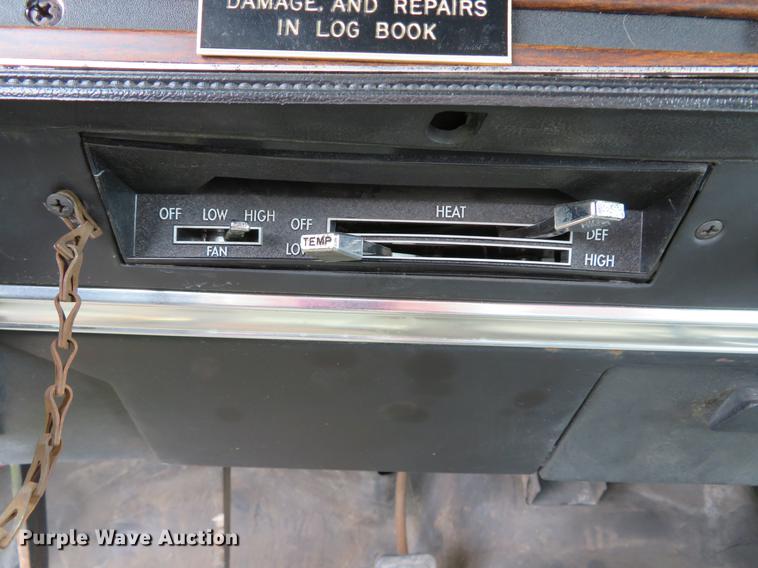 DAMAGE. AND REPAIRS
IN LOG BOOK
OFF LOW HIGH
FAN
HEAT
OFF
DEF
TEMP
HIGH
Purple Wave Auction